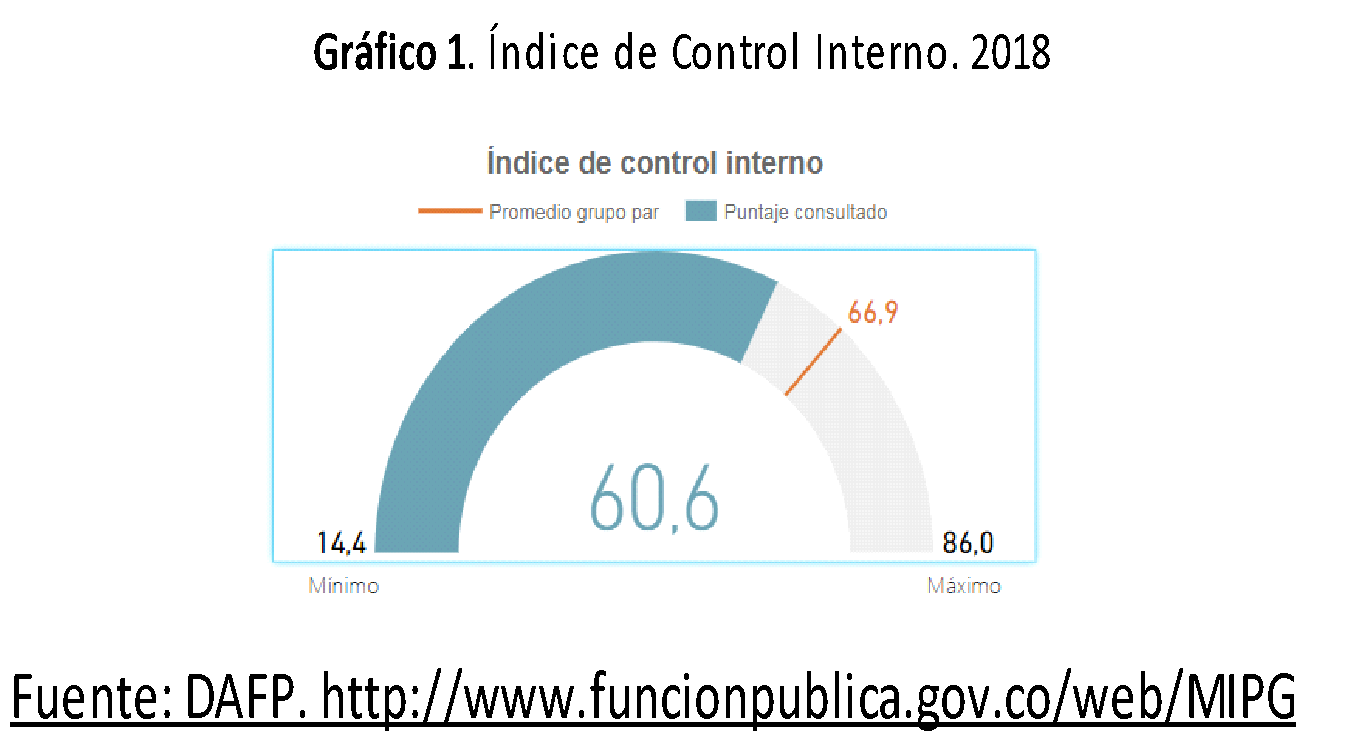 Gráfico 1. Índice de Control Interno. 2018
Índice de control interno
Promedio grupo par Puntaje consultado
66,9
60,6
14,4 86,0
Mínimo Máximo
Fuente: DAFP. http://www.funcionpublica.gov.co/web/MIPG